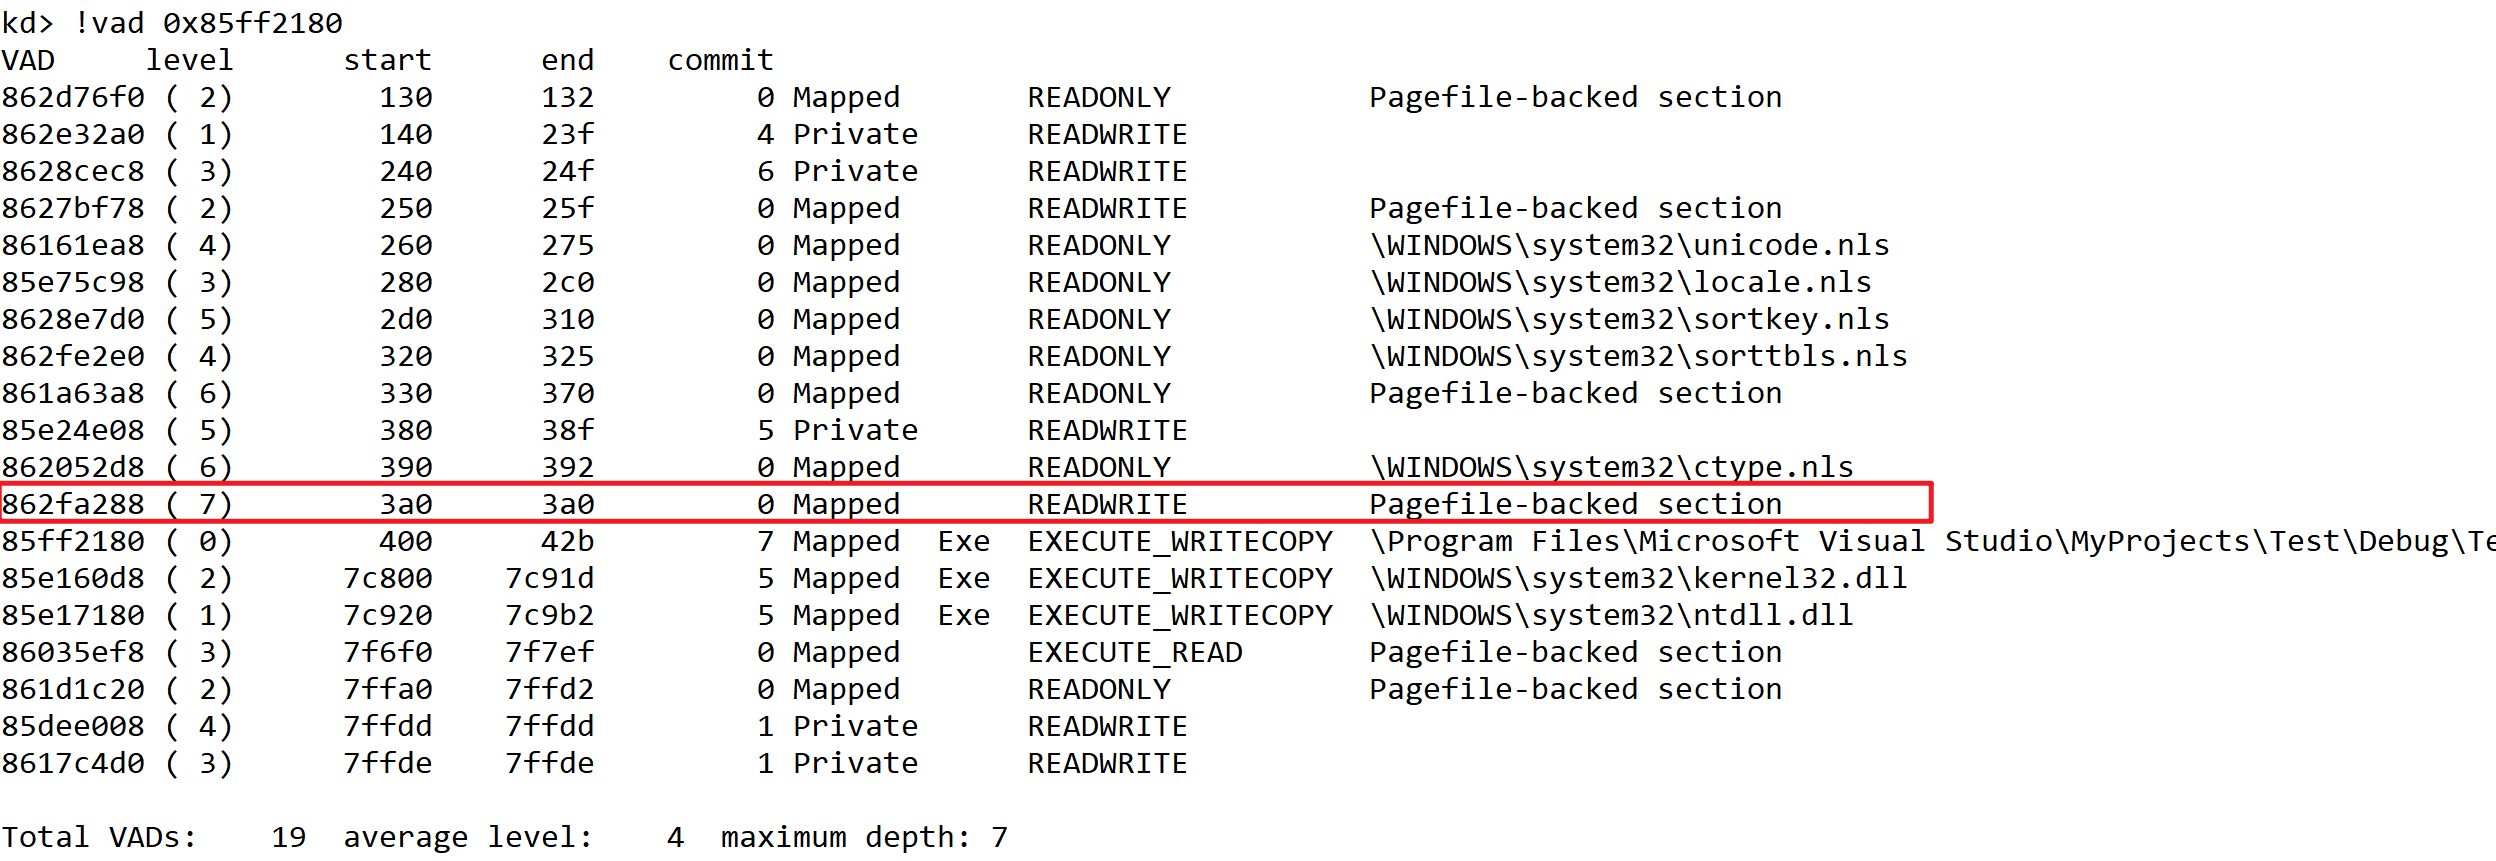 kd> !vad 0x85ff2180
VAD     level      start      end    commit
862d76f0 ( 2)        130      132         0 Mapped       READONLY           Pagefile-backed section
862e32a0 ( 1)        140      23f         4 Private      READWRITE
8628cec8 ( 3)        240      24f         6 Private      READWRITE
8627bf78 ( 2)        250      25f         0 Mapped       READWRITE          Pagefile-backed section
86161ea8 ( 4)        260      275         0 Mapped       READONLY           \WINDOWS\system32\unicode.nls
85e75c98 ( 3)        280      2c0         0 Mapped       READONLY           \WINDOWS\system32\locale.nls
8628e7d0 ( 5)        2d0      310         0 Mapped       READONLY           \WINDOWS\system32\sortkey.nls
862fe2e0 ( 4)        320      325         0 Mapped       READONLY           \WINDOWS\system32\sorttbls.nls
861a63a8 ( 6)        330      370         0 Mapped       READONLY           Pagefile-backed section
85e24e08 ( 5)        380      38f         5 Private      READWRITE
862052d8 ( 6)        390      392         0 Mapped       READONLY           \WINDOWS\system32\ctype.nls
862fa288 ( 7)        3a0      3a0         0 Mapped       READWRITE          Pagefile-backed section
85ff2180 ( 0)        400      42b         7 Mapped  Exe  EXECUTE_WRITECOPY  \Program Files\Microsoft Visual Studio\MyProjects\Test\Debug\Te
85e160d8 ( 2)      7c800    7c91d         5 Mapped  Exe  EXECUTE_WRITECOPY  \WINDOWS\system32\kernel32.dll
85e17180 ( 1)      7c920    7c9b2         5 Mapped  Exe  EXECUTE_WRITECOPY  \WINDOWS\system32\ntdll.dll
86035ef8 ( 3)      7f6f0    7f7ef         0 Mapped       EXECUTE_READ       Pagefile-backed section
861d1c20 ( 2)      7ffa0    7ffd2         0 Mapped       READONLY           Pagefile-backed section
85dee008 ( 4)      7ffdd    7ffdd         1 Private      READWRITE
8617c4d0 ( 3)      7ffde    7ffde         1 Private      READWRITE
Total VADs:    19  average level:    4  maximum depth: 7